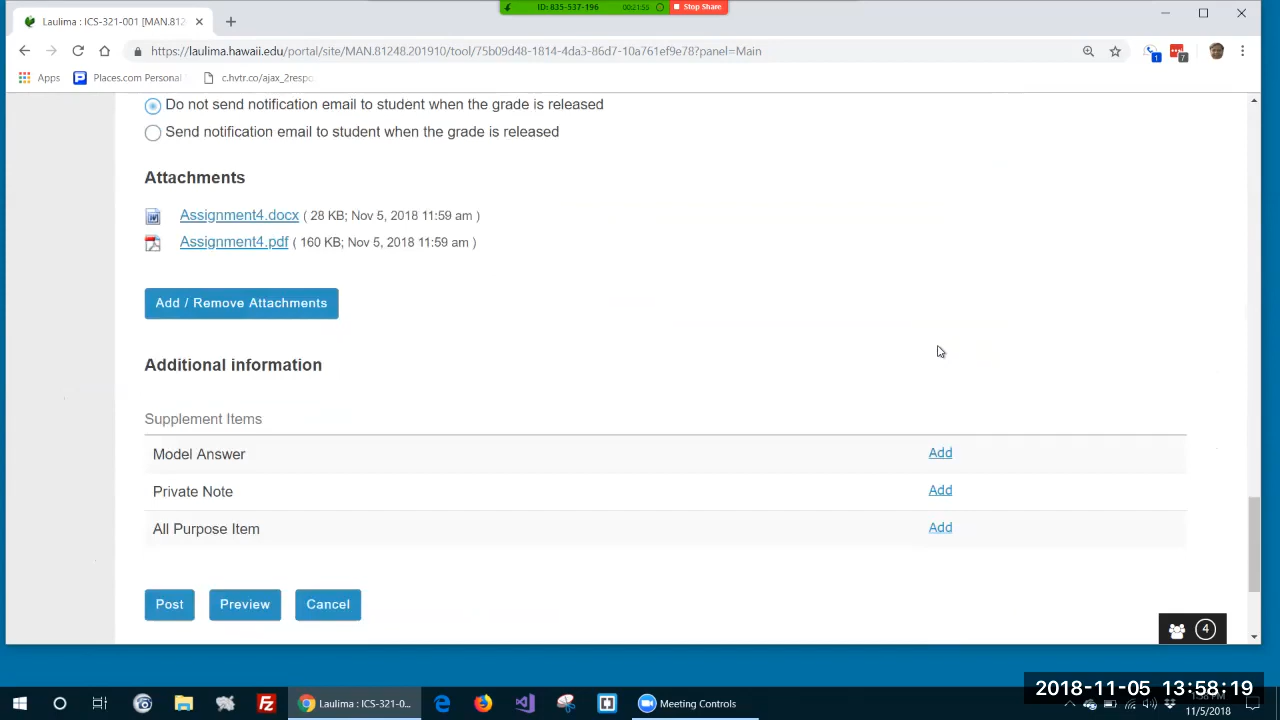 ID: 835-537-196
00:21:55
Stop Share
Laulima : ICS-321-001 [MAN.812
https://laulima.hawaii.edu/portal/site/MAN.81248.201910/tool/75b09d48-1814-4da3-86d7-10a761ef9e78?panel=Main
1
7
Apps
Places.com Personal
c.hvtr.co/ajax_2respo
Do not send notification email to student when the grade is released
Send notification email to student when the grade is released
Attachments
Assignment4.docx ( 28 KB; Nov 5, 2018 11:59 am )
Assignment4.pdf ( 160 KB; Nov 5, 2018 11:59 am )
Add / Remove Attachments
Additional information
Supplement Items
Model Answer Add
Private Note Add
All Purpose Item Add
Post Preview Cancel
4
2018-11-05 13:58:19
Laulima : ICS-321-0...
Meeting Controls
11/5/2018